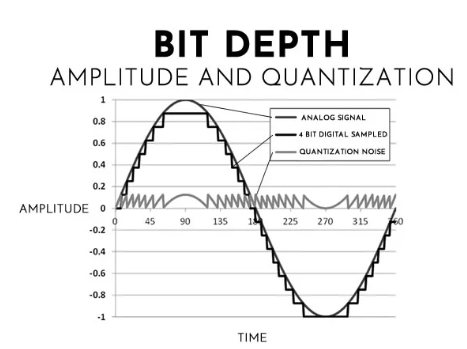 BIT DEPTH
AMPLITUDE AND QUANTIZATION
1
0.8
0.6
0.4
0.2
0
-0.2
-0.4
-0.6
-0.8
-1
AMPLITUDE
0 45 90 135 180 225 270 315 360
ANALOG SIGNAL
4 BIT DIGITAL SAMPLED
QUANTIZATION NOISE
TIME